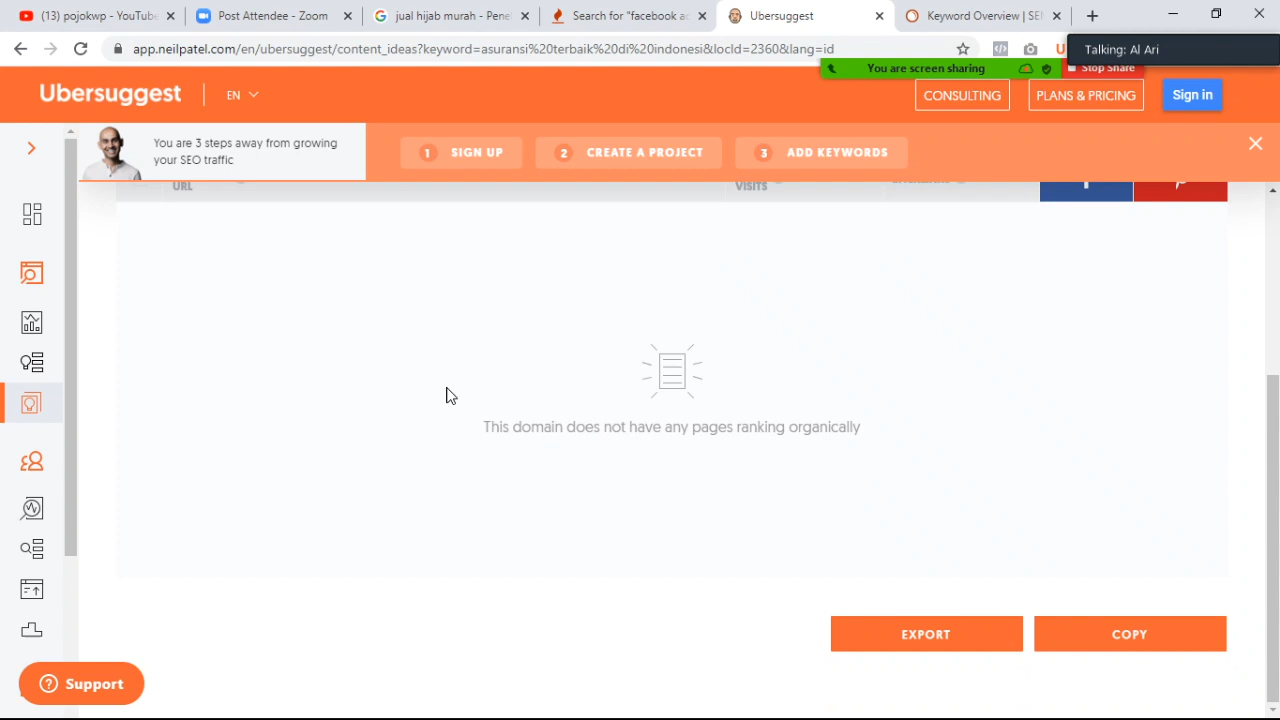 (13) pojokwp - YouTube
Post Attendee - Zoom
jual hijab murah - Pene
Search for "facebook a
Ubersuggest
Keyword Overview | SE
app.neilpatel.com/en/ubersuggest/content_ideas?keyword=asuransi%20terbaik%20di%20indonesi&locId=2360&lang=id
Talking: Al Ari
You are screen sharing
Stop Share
Ubersuggest
EN
CONSULTING
PLANS & PRICING
Sign in
You are 3 steps away from growing
your SEO traffic
1 SIGN UP
2 CREATE A PROJECT
3 ADD KEYWORDS
URL
VISITS
This domain does not have any pages ranking organically
EXPORT
COPY
? Support